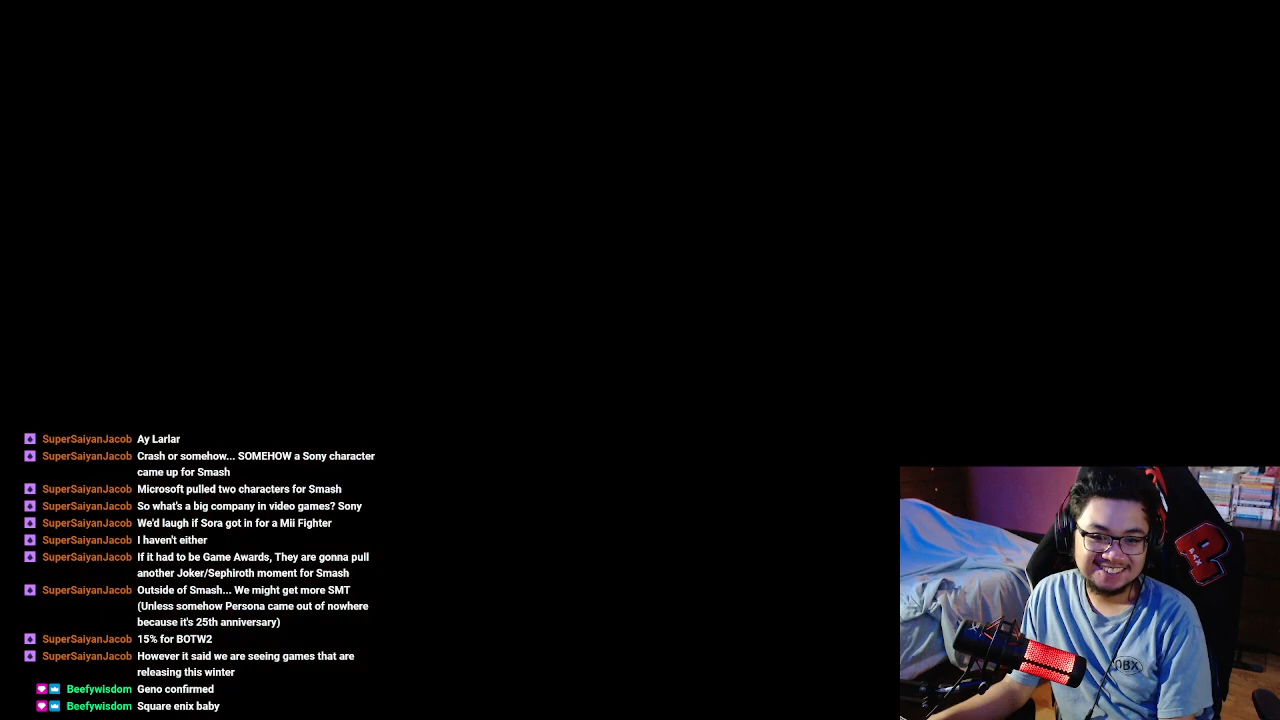 SuperSaiyanJacob Ay Larlar
SuperSaiyanJacob Crash or somehow... SOMEHOW a Sony character
came up for Smash
SuperSaiyanJacob Microsoft pulled two characters for Smash
SuperSaiyanJacob So what's a big company in video games? Sony
SuperSaiyanJacob We'd laugh if Sora got in for a Mii Fighter
SuperSaiyanJacob I haven't either
SuperSaiyanJacob If it had to be Game Awards, They are gonna pull
another Joker/Sephiroth moment for Smash
SuperSaiyanJacob Outside of Smash... We might get more SMT
(Unless somehow Persona came out of nowhere
because it's 25th anniversary)
SuperSaiyanJacob 15% for BOTW2
SuperSaiyanJacob However it said we are seeing games that are
releasing this winter
Beefywisdom Geno confirmed
Beefywisdom Square enix baby
OBX